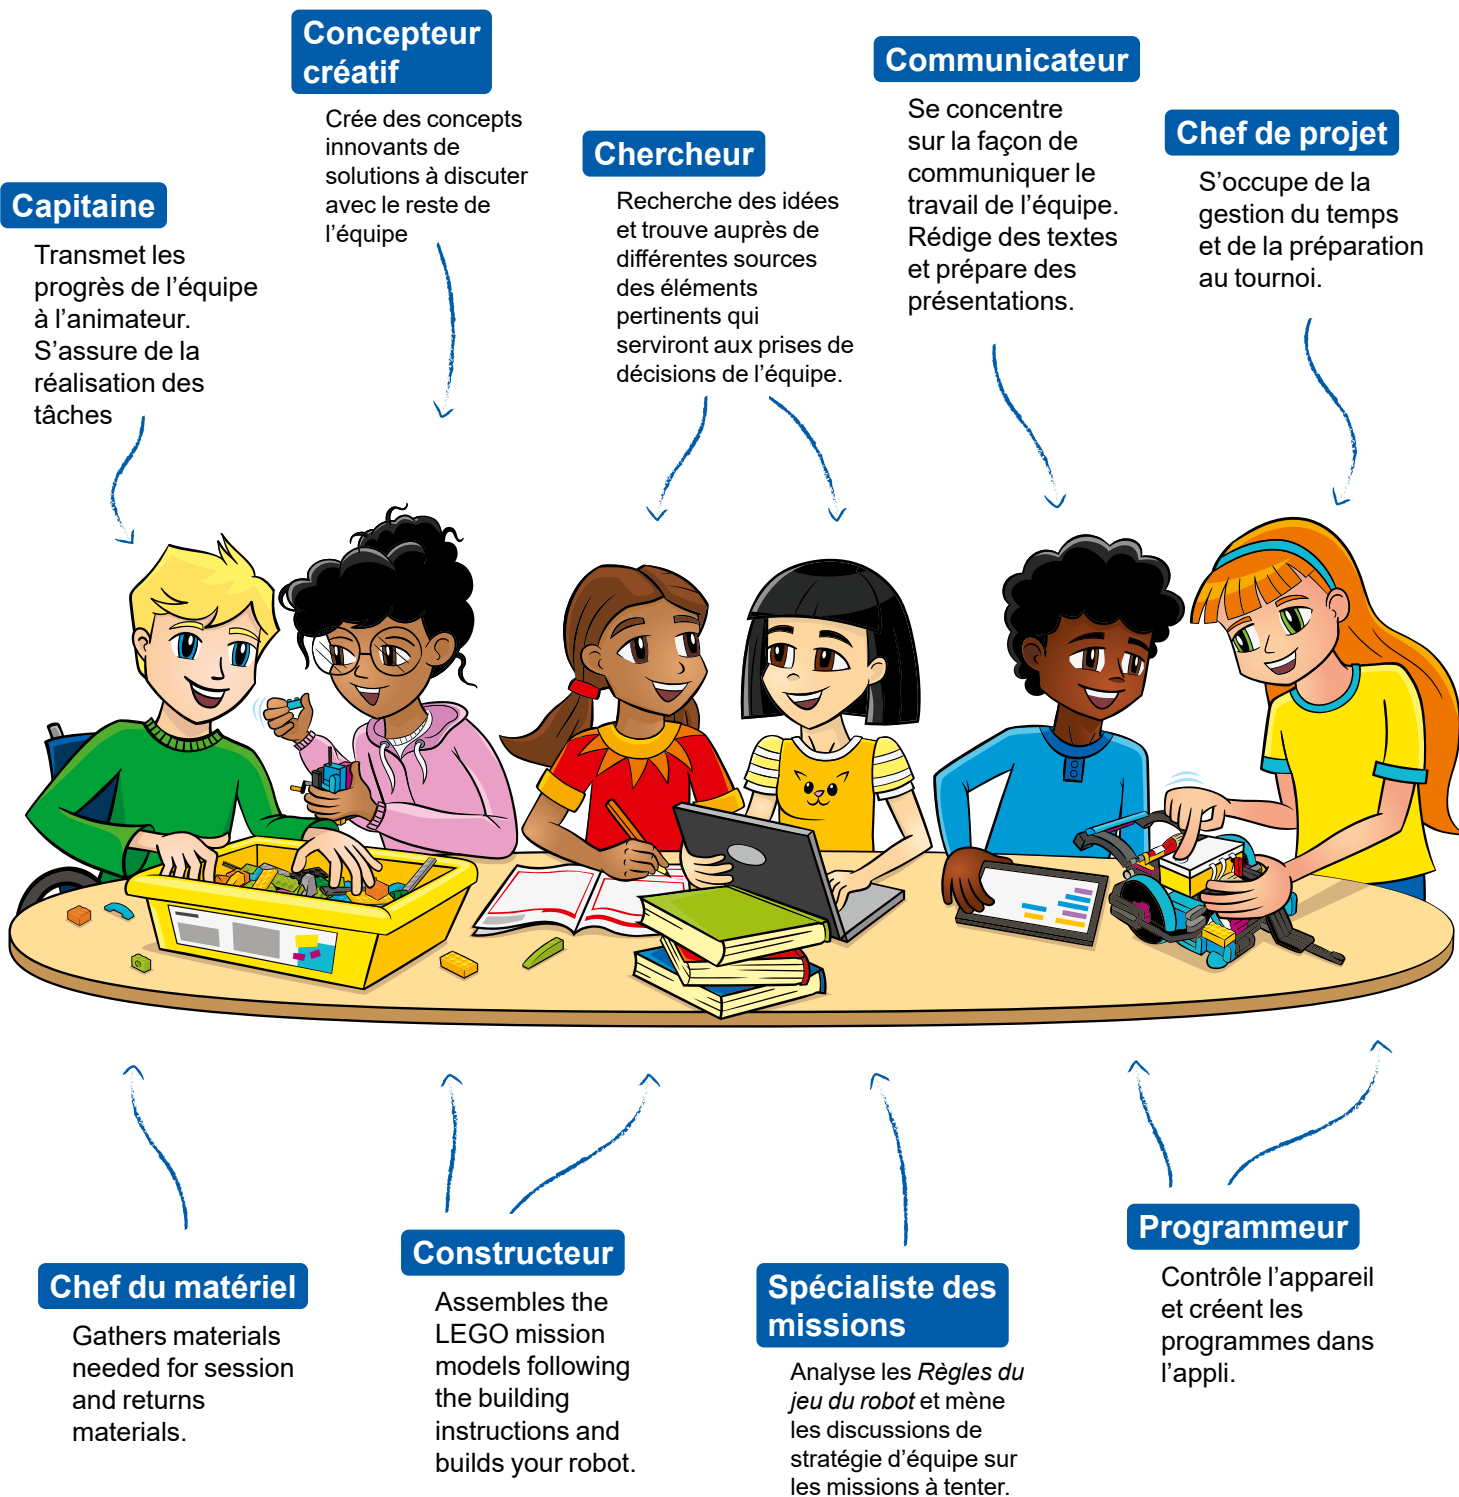 Concepteur
créatif
Crée des concepts
innovants de
solutions à discuter
avec le reste de
l’équipe
Communicateur
Se concentre
sur la façon de
communiquer le
travail de l’équipe.
Rédige des textes
et prépare des
présentations.
Chercheur
Recherche des idées
et trouve auprès de
différentes sources
des éléments
pertinents qui
serviront aux prises de
décisions de l’équipe.
Chef de projet
S’occupe de la
gestion du temps
et de la préparation
au tournoi.
Capitaine
Transmet les
progrès de l’équipe
à l’animateur.
S’assure de la
réalisation des
tâches
Chef du matériel
Gathers materials
needed for session
and returns
materials.
Constructeur
Assembles the
LEGO mission
models following
the building
instructions and
builds your robot.
Spécialiste des
missions
Analyse les Règles du
jeu du robot et mène
les discussions de
stratégie d’équipe sur
les missions à tenter.
Programmeur
Contrôle l’appareil
et créent les
programmes dans
l’appli.